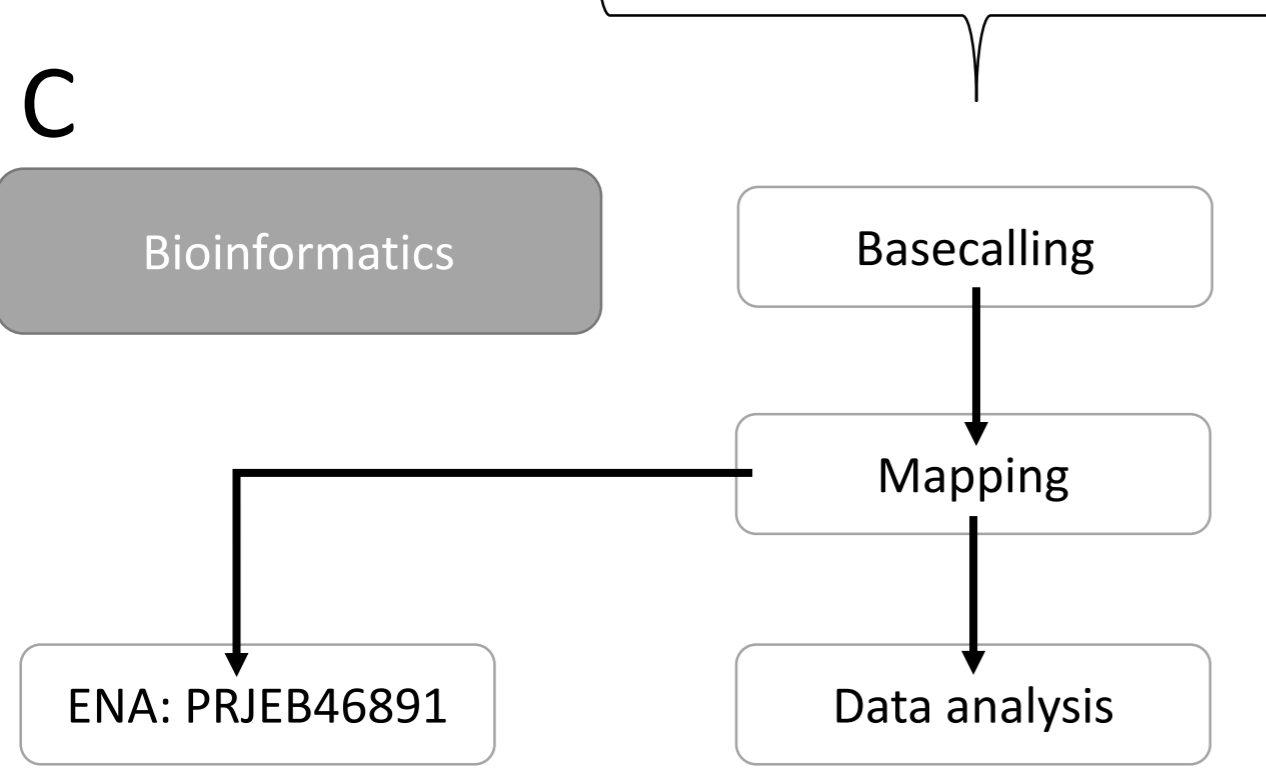 C
Bioinformatics
Basecalling
Mapping
ENA: PRJEB46891
Data analysis